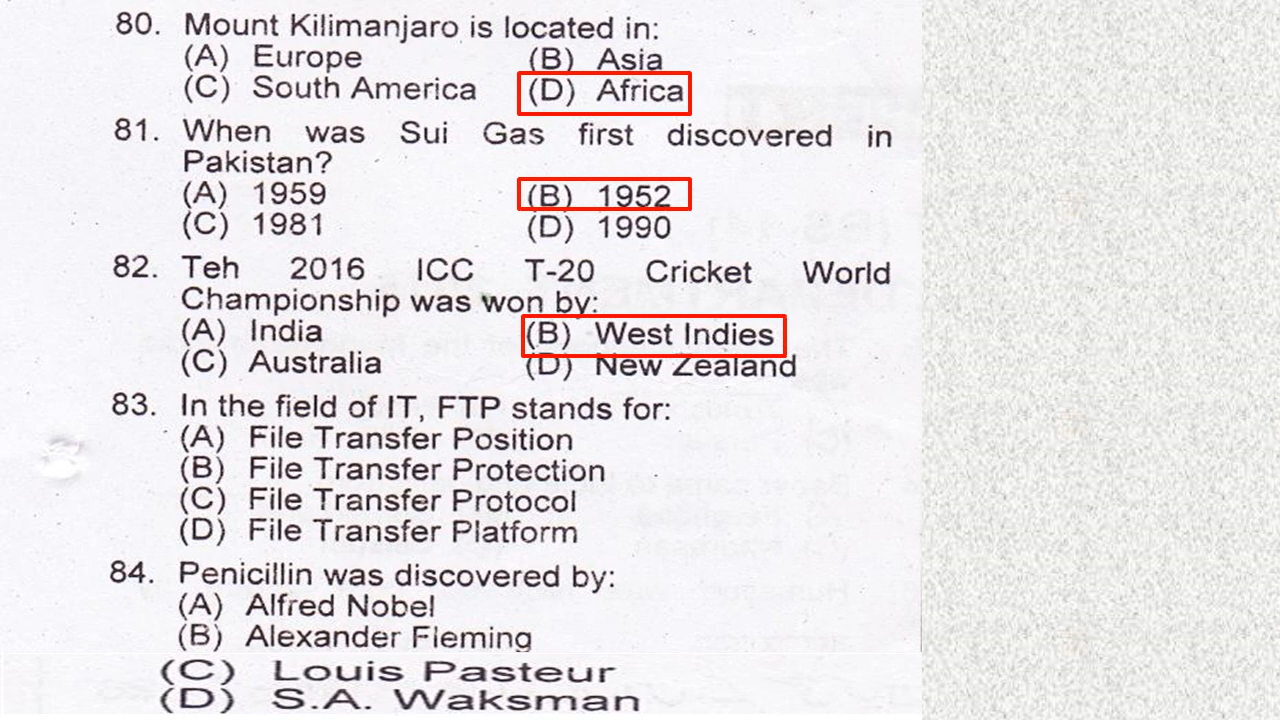 80. Mount Kilimanjaro is located in:
(A) Europe (B) Asia
(C) South America (D) Africa
81. When was Sui Gas first discovered in
Pakistan?
(A) 1959 (B) 1952
(C) 1981 (D) 1990
82. Teh 2016 ICC T-20 Cricket World
Championship was won by:
(A) India (B) West Indies
(C) Australia (D) New Zealand
83. In the field of IT, FTP stands for:
(A) File Transfer Position
(B) File Transfer Protection
(C) File Transfer Protocol
(D) File Transfer Platform
84. Penicillin was discovered by:
(A) Alfred Nobel
(B) Alexander Fleming
(C) Louis Pasteur
(D) S.A. Waksman